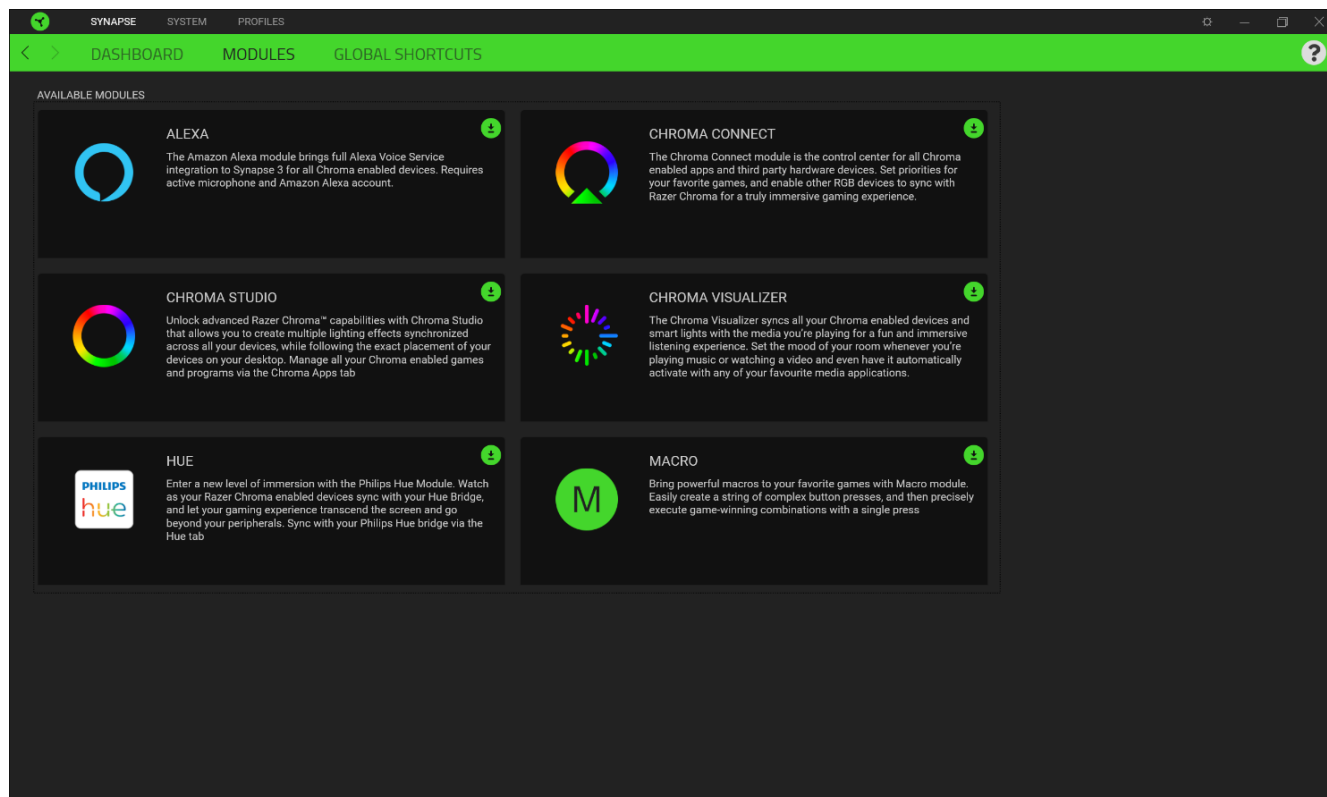 SYNAPSE SYSTEM PROFILES
DASHBOARD MODULES GLOBAL SHORTCUTS ?
AVAILABLE MODULES
ALEXA
The Amazon Alexa module brings full Alexa Voice Service
integration to Synapse 3 for all Chroma enabled devices. Requires
active microphone and Amazon Alexa account.
CHROMA CONNECT
The Chroma Connect module is the control center for all Chroma
enabled apps and third party hardware devices. Set priorities for
your favorite games, and enable other RGB devices to sync with
Razer Chroma for a truly immersive gaming experience.
CHROMA STUDIO
Unlock advanced Razer Chroma™ capabilities with Chroma Studio
that allows you to create multiple lighting effects synchronized
across all your devices, while following the exact placement of your
devices on your desktop. Manage all your Chroma enabled games
and programs via the Chroma Apps tab
CHROMA VISUALIZER
The Chroma Visualizer syncs all your Chroma enabled devices and
smart lights with the media you're playing for a fun and immersive
listening experience. Set the mood of your room whenever you're
playing music or watching a video and even have it automatically
activate with any of your favourite media applications.
PHILIPS
hue
HUE
Enter a new level of immersion with the Philips Hue Module. Watch
as your Razer Chroma enabled devices sync with your Hue Bridge,
and let your gaming experience transcend the screen and go
beyond your peripherals. Sync with your Philips Hue bridge via the
Hue tab
M
MACRO
Bring powerful macros to your favorite games with Macro module.
Easily create a string of complex button presses, and then precisely
execute game-winning combinations with a single press